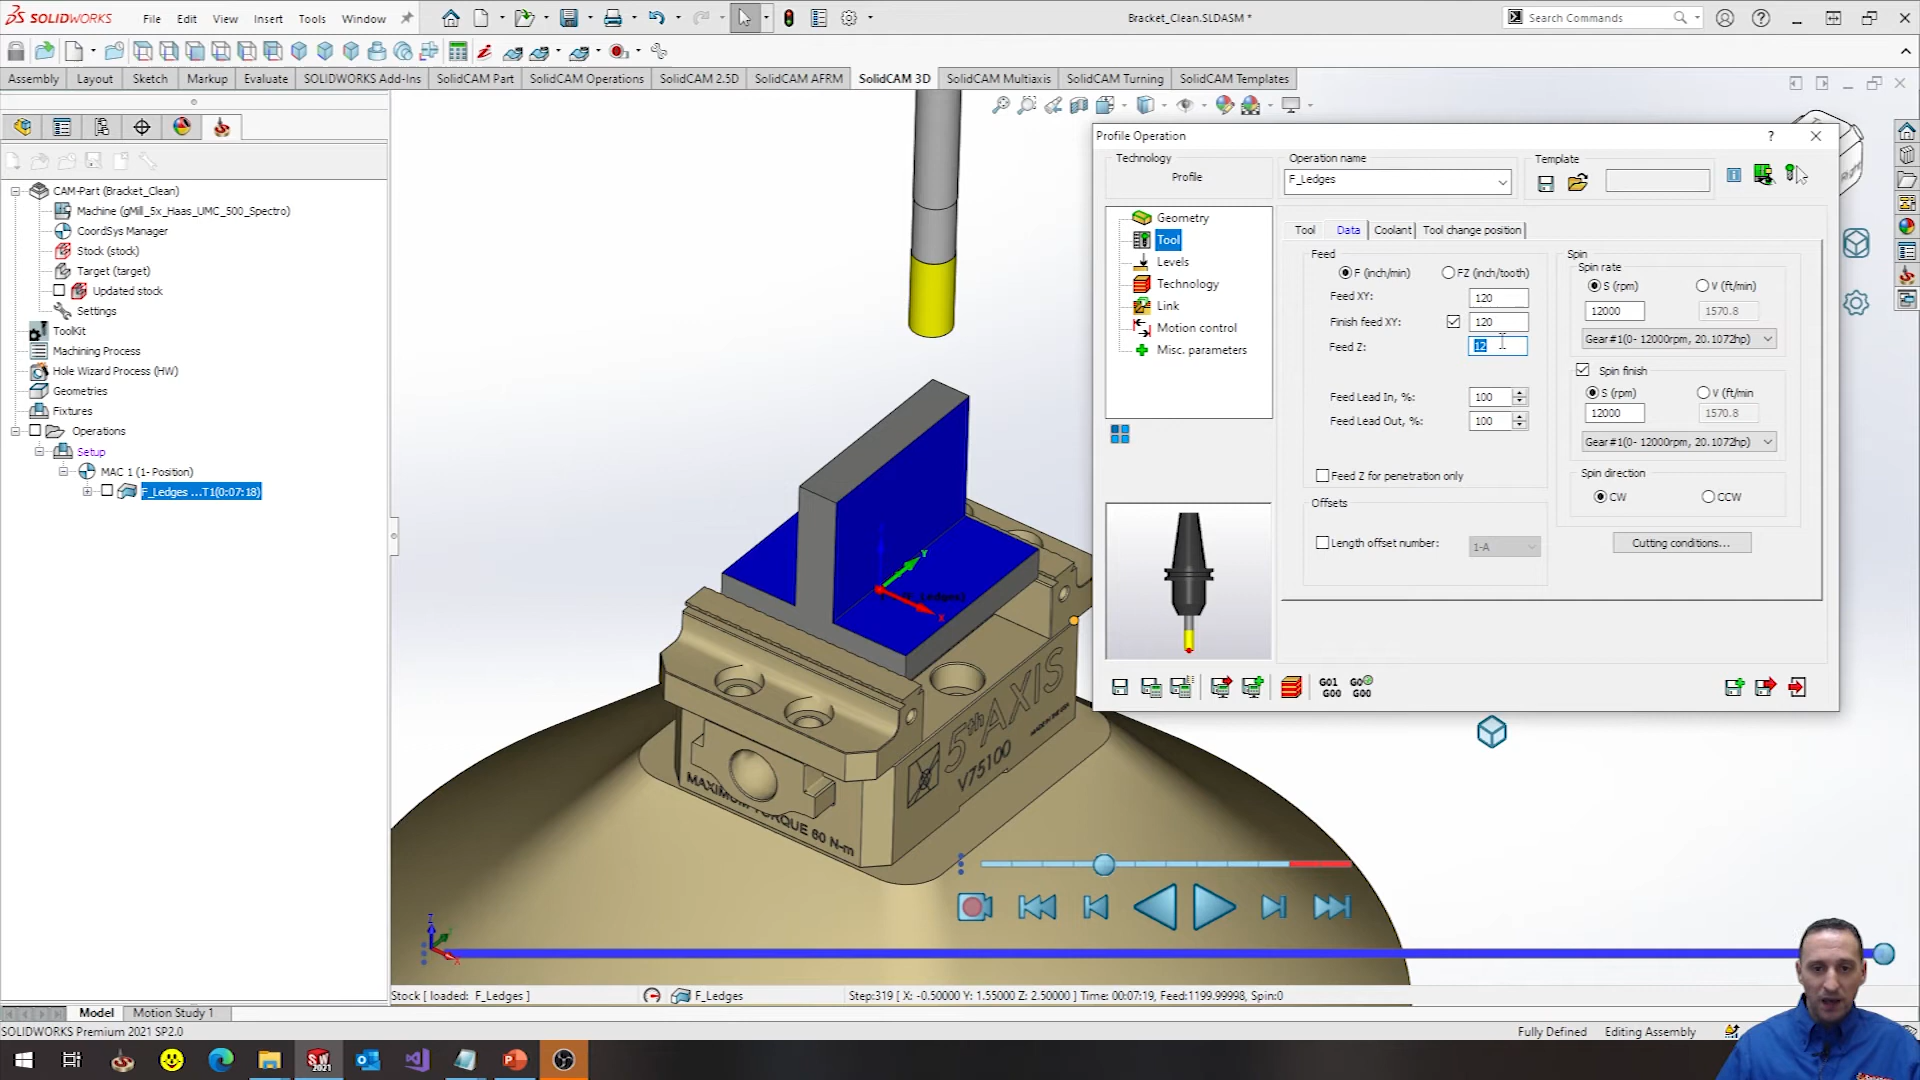 SOLIDWORKS File Edit View Insert Tools Window Bracket_Clean.SLDASM * Search Commands
Assembly Layout Sketch Markup Evaluate SOLIDWORKS Add-Ins SolidCAM Part SolidCAM Operations SolidCAM 2.5D SolidCAM AFRM SolidCAM 3D SolidCAM Multiaxis SolidCAM Turning SolidCAM Templates
CAM-Part (Bracket_Clean)
Machine (gMill_5x_Haas_UMC_500_Spectro)
CoordSys Manager
Stock (stock)
Target (target)
Updated stock
Settings
ToolKit
Machining Process
Hole Wizard Process (HW)
Geometries
Fixtures
Operations
Setup
MAC 1 (1- Position)
F_Ledges ...T1(0:07:18)
Profile Operation ?
Technology
Profile
Operation name
F_Ledges
Template
Geometry
Tool
Levels
Technology
Link
Motion control
Misc. parameters
Tool Data Coolant Tool change position
Feed
F (inch/min) FZ (inch/tooth)
Feed XY: 120
Finish feed XY: 120
Feed Z: 12
Feed Lead In, %: 100
Feed Lead Out, %: 100
Feed Z for penetration only
Offsets
Length offset number: 1-A
Spin
Spin rate
S (rpm) V (ft/min)
12000 1570.8
Gear#1(0- 12000rpm, 20.1072hp)
Spin finish
S (rpm) V (ft/min
12000 1570.8
Gear#1(0- 12000rpm, 20.1072hp)
Spin direction
CW CCW
Cutting conditions...
G01 G00
G00 G00
Y
X
5th AXIS
V75100
MAXIMUM TORQUE 60 N-m
Z
X
Stock [ loaded: F_Ledges ] F_Ledges Step:319 [ X: -0.50000 Y: 1.55000 Z: 2.50000 ] Time: 00:07:19, Feed:1199.99998, Spin:0
Model Motion Study 1
SOLIDWORKS Premium 2021 SP2.0 Fully Defined Editing Assembly
SW 2021